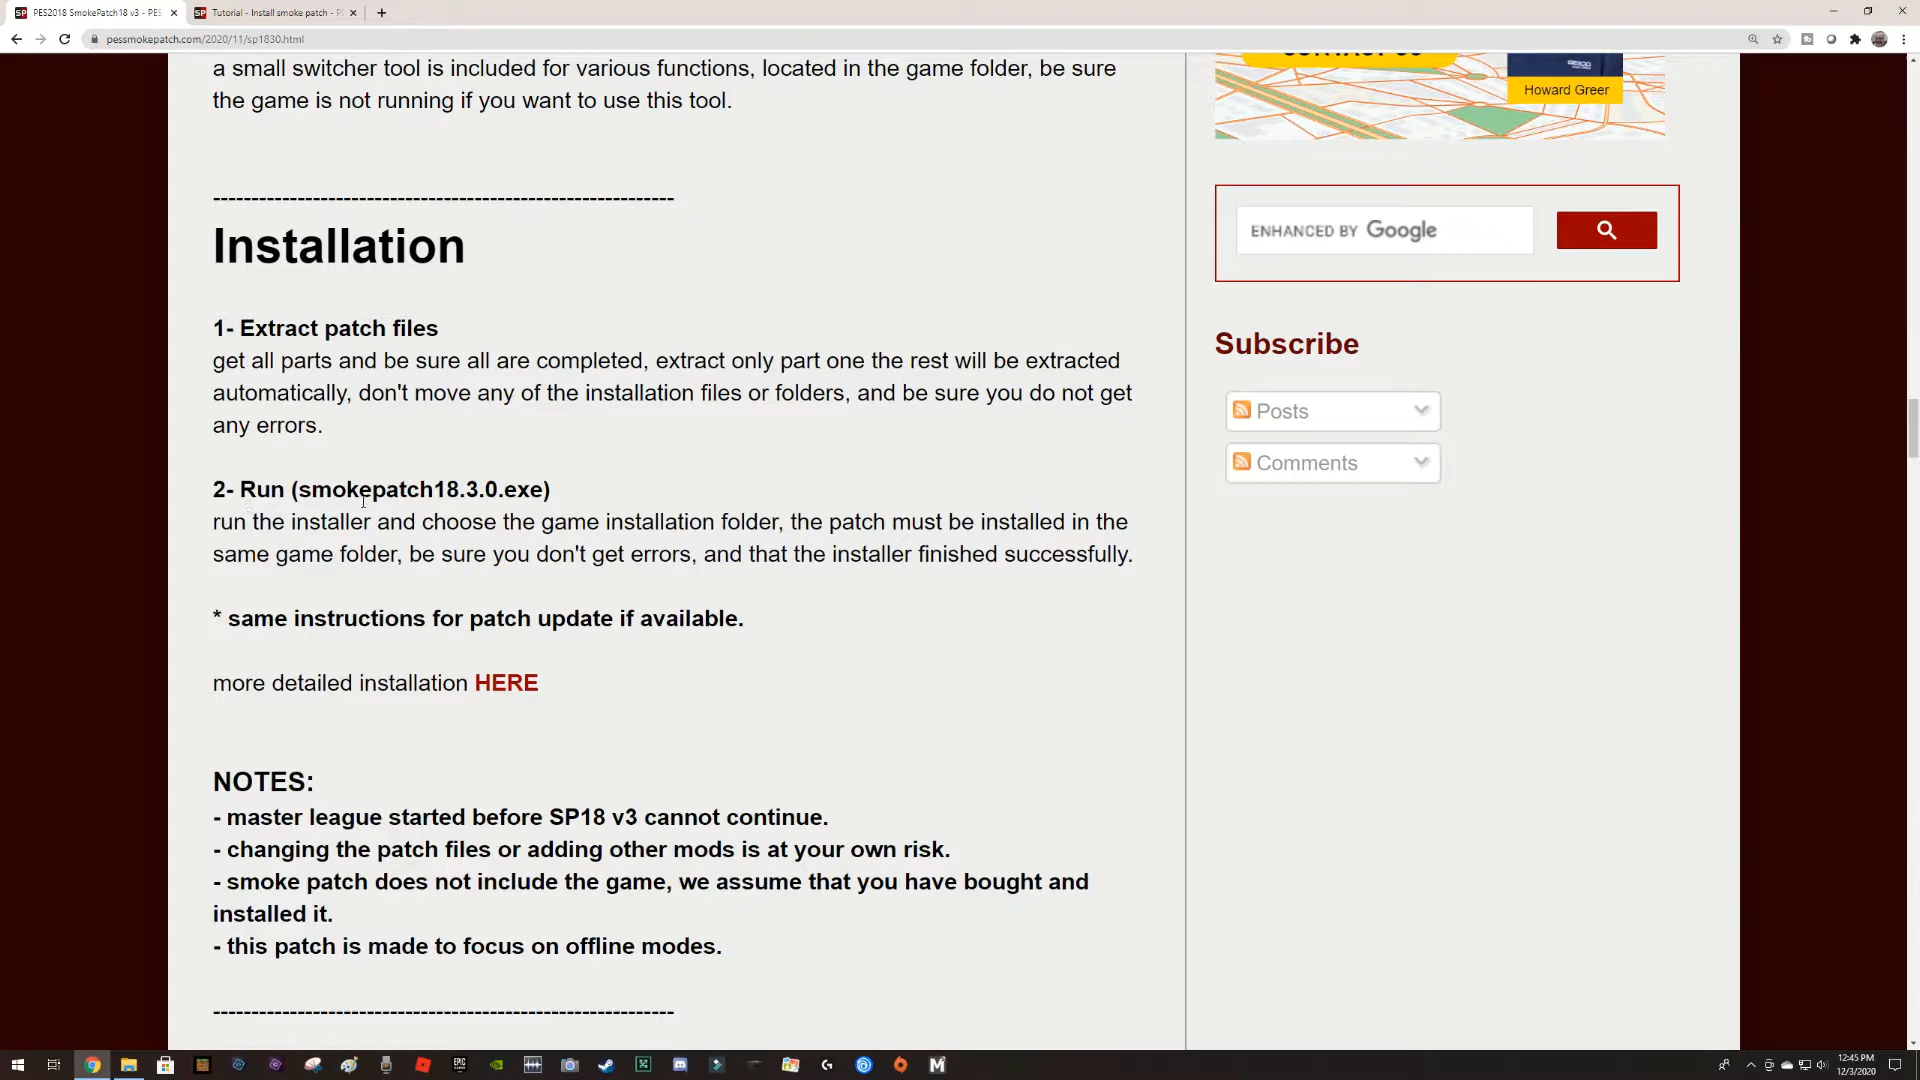 PES2018 SmokePatch18 v3 - PES
Tutorial - Install smoke patch - P
pessmokepatch.com/2020/11/sp1830.html
a small switcher tool is included for various functions, located in the game folder, be sure
the game is not running if you want to use this tool.
------------------------------------------------------------
Installation
1- Extract patch files
get all parts and be sure all are completed, extract only part one the rest will be extracted
automatically, don't move any of the installation files or folders, and be sure you do not get
any errors.
2- Run (smokepatch18.3.0.exe)
run the installer and choose the game installation folder, the patch must be installed in the
same game folder, be sure you don't get errors, and that the installer finished successfully.
* same instructions for patch update if available.
more detailed installation HERE
NOTES:
- master league started before SP18 v3 cannot continue.
- changing the patch files or adding other mods is at your own risk.
- smoke patch does not include the game, we assume that you have bought and
installed it.
- this patch is made to focus on offline modes.
------------------------------------------------------------
GEICO
Howard Greer
ENHANCED BY Google
Subscribe
Posts
Comments
12:45 PM
12/3/2020